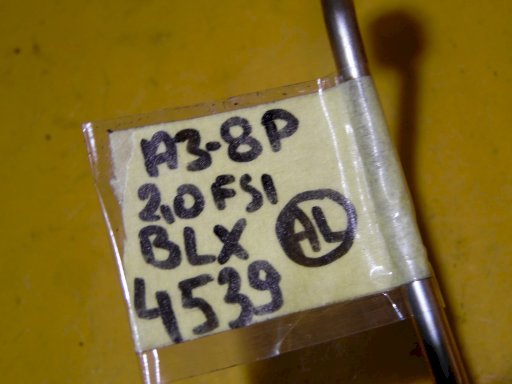 A3-8P
2,0 FSI
BLX AL
4539